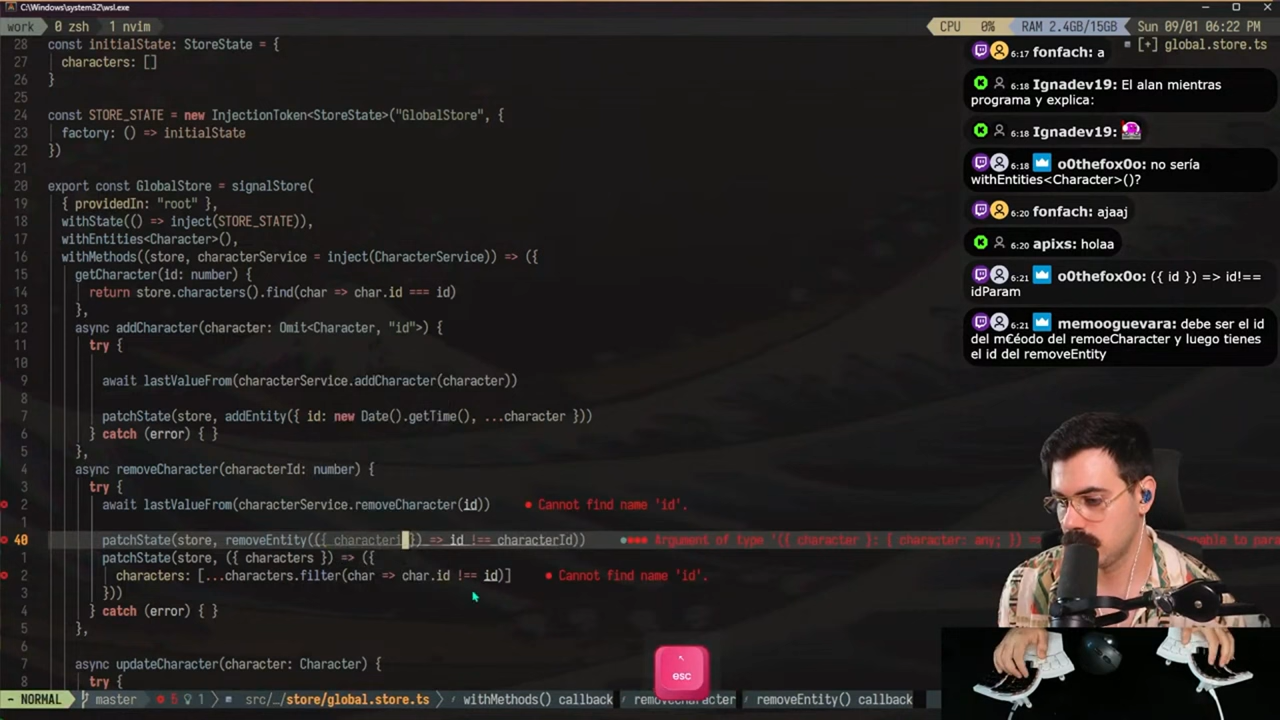 C:\Windows\system32\wsl.exe
work 0 zsh 1 nvim CPU 0% RAM 2.4GB/15GB Sun 09/01 06:22 PM
[+] global.store.ts
28 const initialState: StoreState = {
27 characters: []
26 }
25
24 const STORE_STATE = new InjectionToken<StoreState>("GlobalStore", {
23 factory: () => initialState
22 })
21
20 export const GlobalStore = signalStore(
19 { providedIn: "root" },
18 withState(() => inject(STORE_STATE)),
17 withEntities<Character>(),
16 withMethods((store, characterService = inject(CharacterService)) => ({
15 getCharacter(id: number) {
14 return store.characters().find(char => char.id === id)
13 },
12 async addCharacter(character: Omit<Character, "id">) {
11 try {
10
9 await lastValueFrom(characterService.addCharacter(character))
8
7 patchState(store, addEntity({ id: new Date().getTime(), ...character }))
6 } catch (error) { }
5 },
4 async removeCharacter(characterId: number) {
3 try {
2 await lastValueFrom(characterService.removeCharacter(id)) ● Cannot find name 'id'.
1
40 patchState(store, removeEntity(({ characteri }) => id !== characterId)) Argument of type '({ character }: { character: any; }) =
1 patchState(store, ({ characters }) => ({
2 characters: [...characters.filter(char => char.id !== id)] ● Cannot find name 'id'.
3 }))
4 } catch (error) { }
5 },
6
7 async updateCharacter(character: Character) {
8 try {
- NORMAL master 5 1 src/…/store/global.store.ts withMethods() callback removeCharacter removeEntity() callback
6:17 fonfach: a
6:18 Ignadev19: El alan mientras
programa y explica:
6:18 Ignadev19:
6:18 o0thefox0o: no sería
withEntities<Character>()?
6:20 fonfach: ajaaj
6:20 apixs: holaa
6:21 o0thefox0o: ({ id }) => id!==
idParam
6:21 memooguevara: debe ser el id
del m€éodo del remoeCharacter y luego tienes
el id del removeEntity
esc